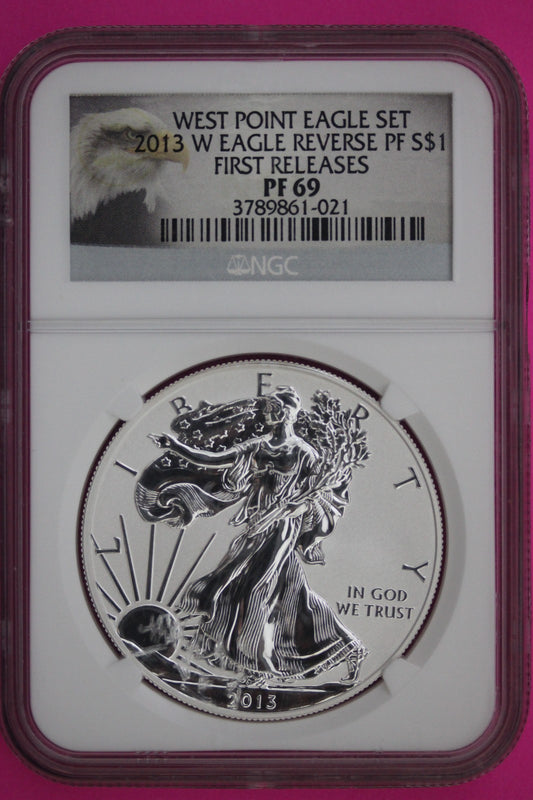 WEST POINT EAGLE SET
2013 W EAGLE REVERSE PF S$1
FIRST RELEASES
PF 69
3789861-021
NGC
LIBERTY
IN GOD
WE TRUST
2013